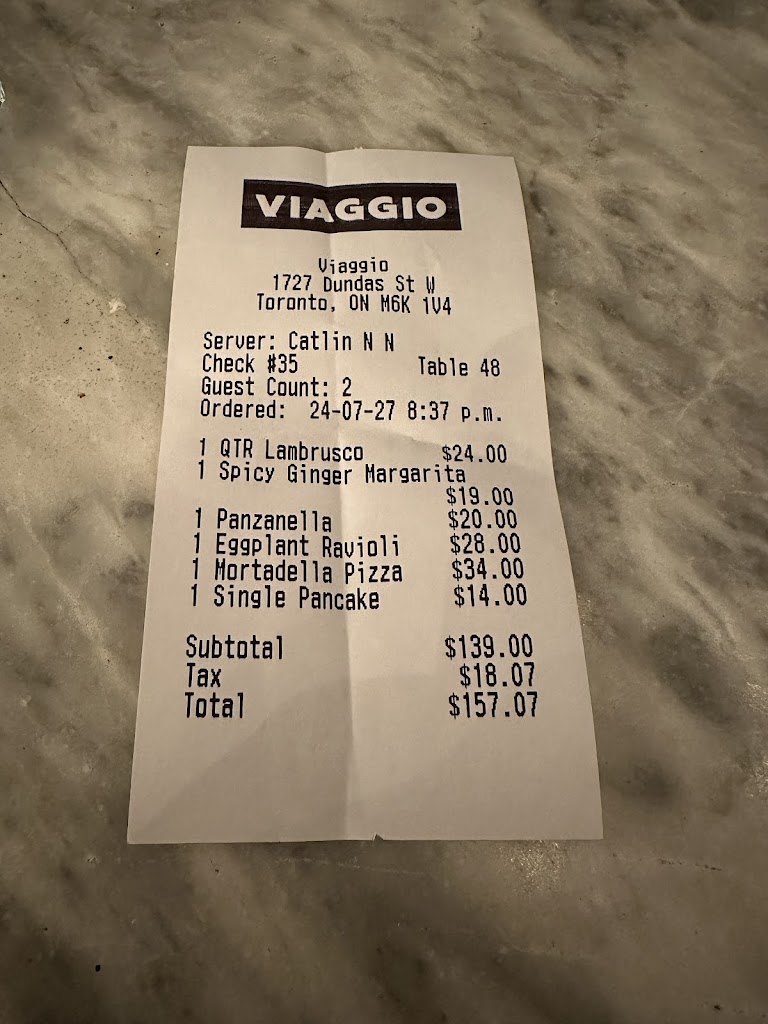 VIAGGIO
Viaggio
1727 Dundas St W
Toronto, ON M6K 1V4
Server: Catlin N N
Check #35 Table 48
Guest Count: 2
Ordered: 24-07-27 8:37 p.m.
1 QTR Lambrusco $24.00
1 Spicy Ginger Margarita
$19.00
1 Panzanella $20.00
1 Eggplant Ravioli $28.00
1 Mortadella Pizza $34.00
1 Single Pancake $14.00
Subtotal $139.00
Tax $18.07
Total $157.07